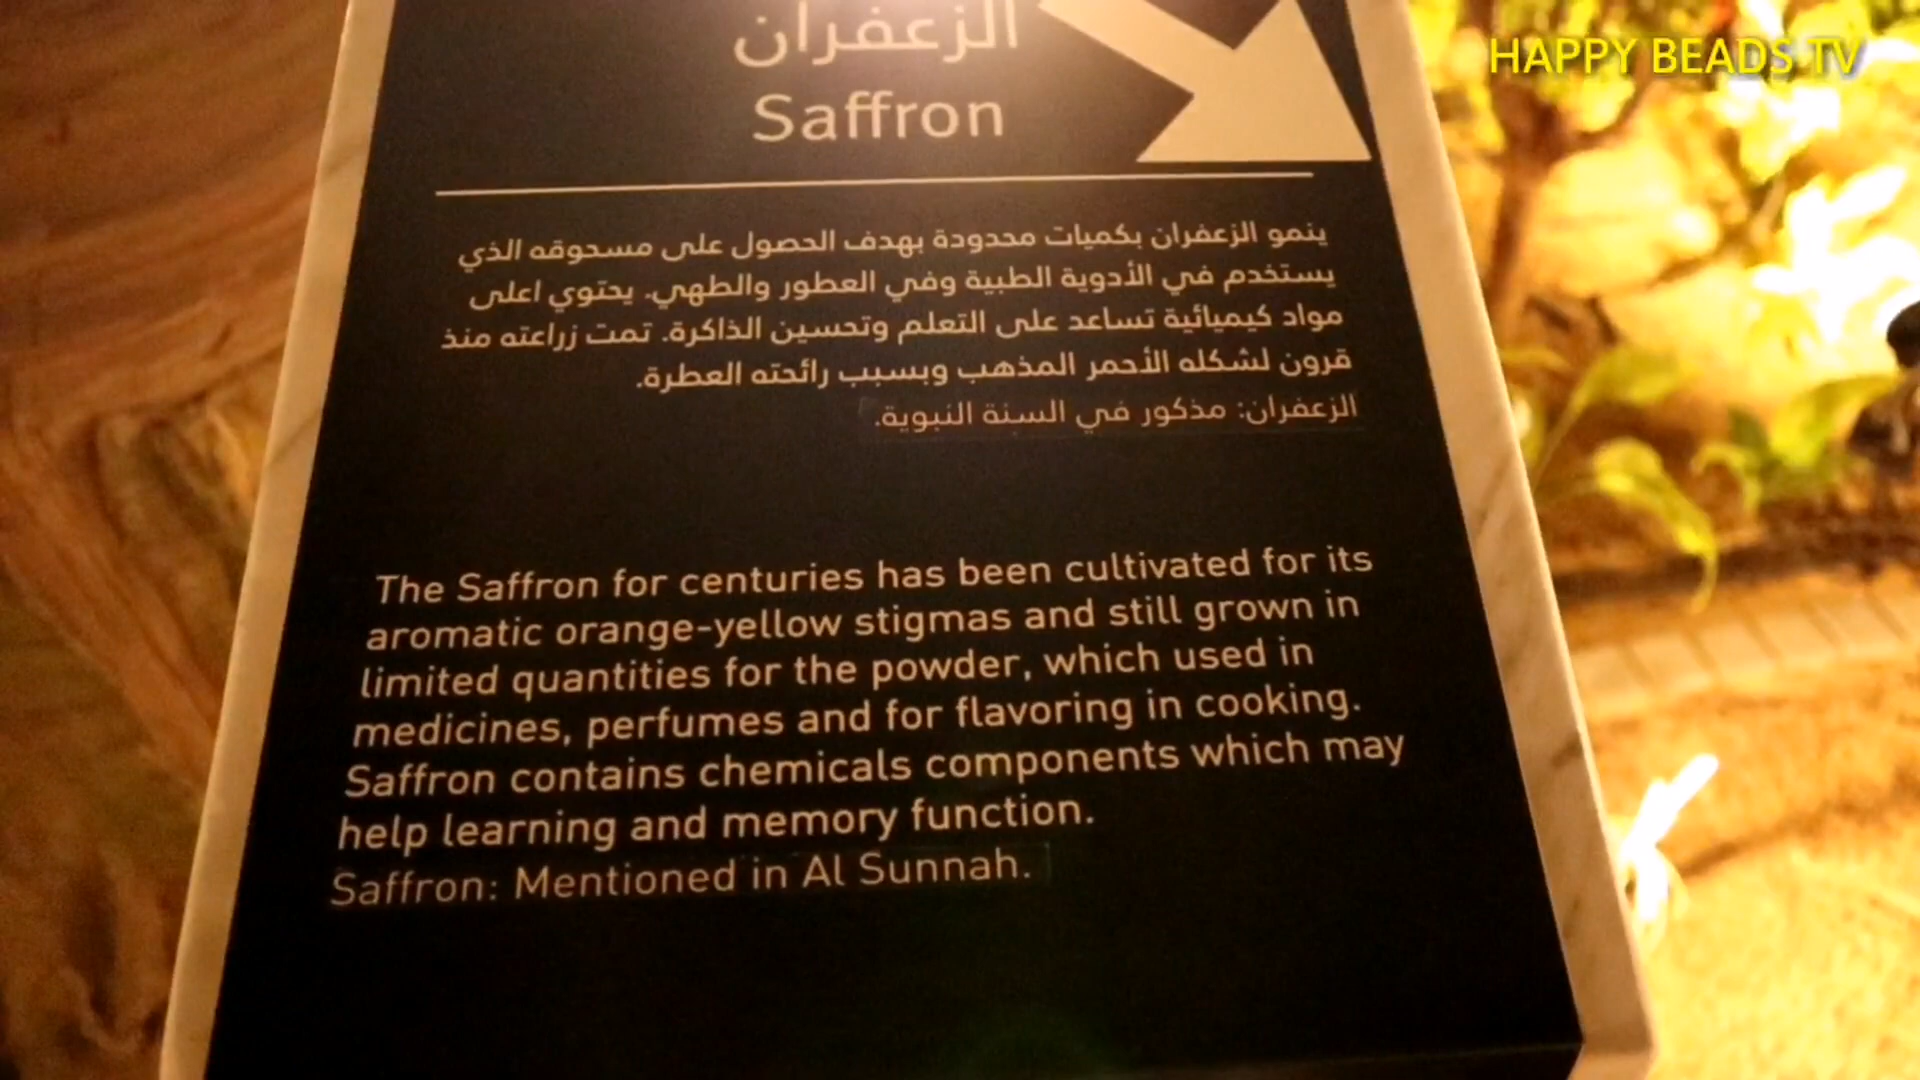 HAPPY BEADS TV
الزعفران
Saffron
ينمو الزعفران بكميات محدودة بهدف الحصول على مسحوقه الذي
يستخدم في الأدوية الطبية وفي العطور والطهي. يحتوي اعلى
مواد كيميائية تساعد على التعلم وتحسين الذاكرة. تمت زراعته منذ
قرون لشكله الأحمر المذهب وبسبب رائحته العطرة.
الزعفران: مذكور في السنة النبوية.
The Saffron for centuries has been cultivated for its
aromatic orange-yellow stigmas and still grown in
limited quantities for the powder, which used in
medicines, perfumes and for flavoring in cooking.
Saffron contains chemicals components which may
help learning and memory function.
Saffron: Mentioned in Al Sunnah.